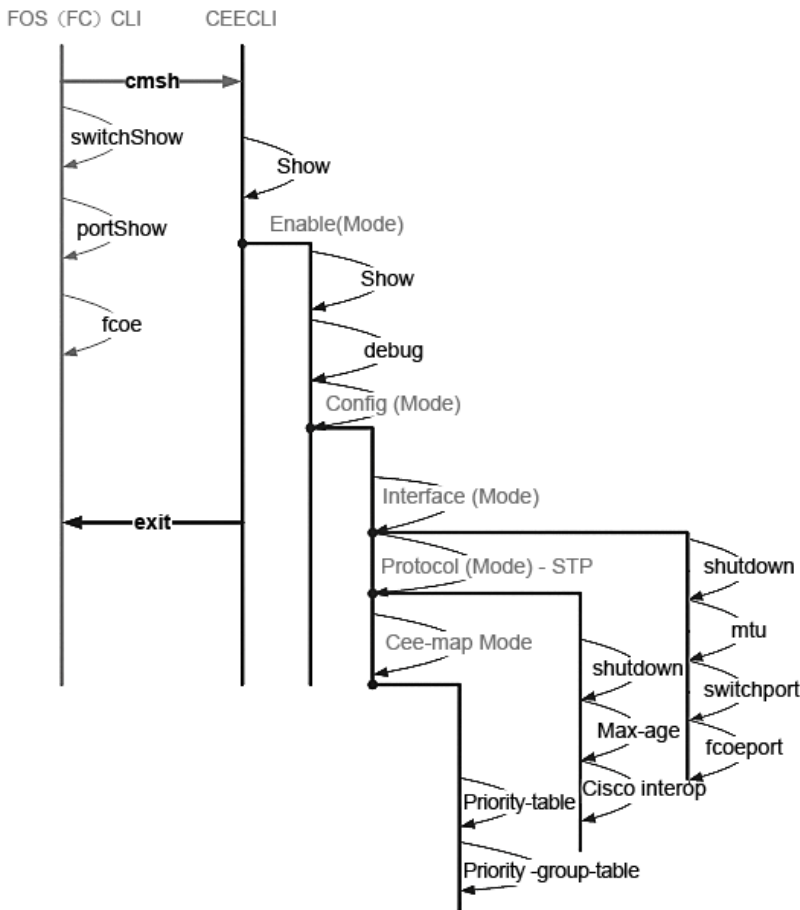 FOS（FC）CLI
CEECLI
cmsh
switchShow
Show
portShow
Enable(Mode)
Show
fcoe
debug
Config (Mode)
Interface (Mode)
exit
Protocol (Mode) - STP
shutdown
mtu
Cee-map Mode
shutdown
switchport
Max-age
fcoeport
Cisco interop
Priority-table
Priority -group-table